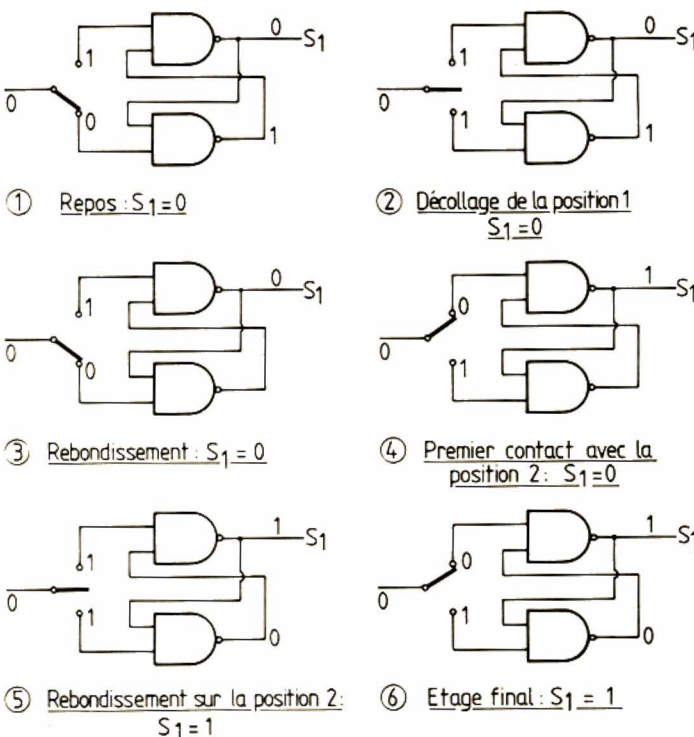 0 S1
1
0 0
1
① Repos : S1=0
0 S1
1
0 1
1
② Décollage de la position 1
S1=0
0 S1
1
0 0
③ Rebondissement : S1=0
1 S1
0
0 1
④ Premier contact avec la
position 2: S1=0
1 S1
1
0 1
0
⑤ Rebondissement sur la position 2:
S1=1
1 S1
0
0 1
0
⑥ Etage final : S1 = 1